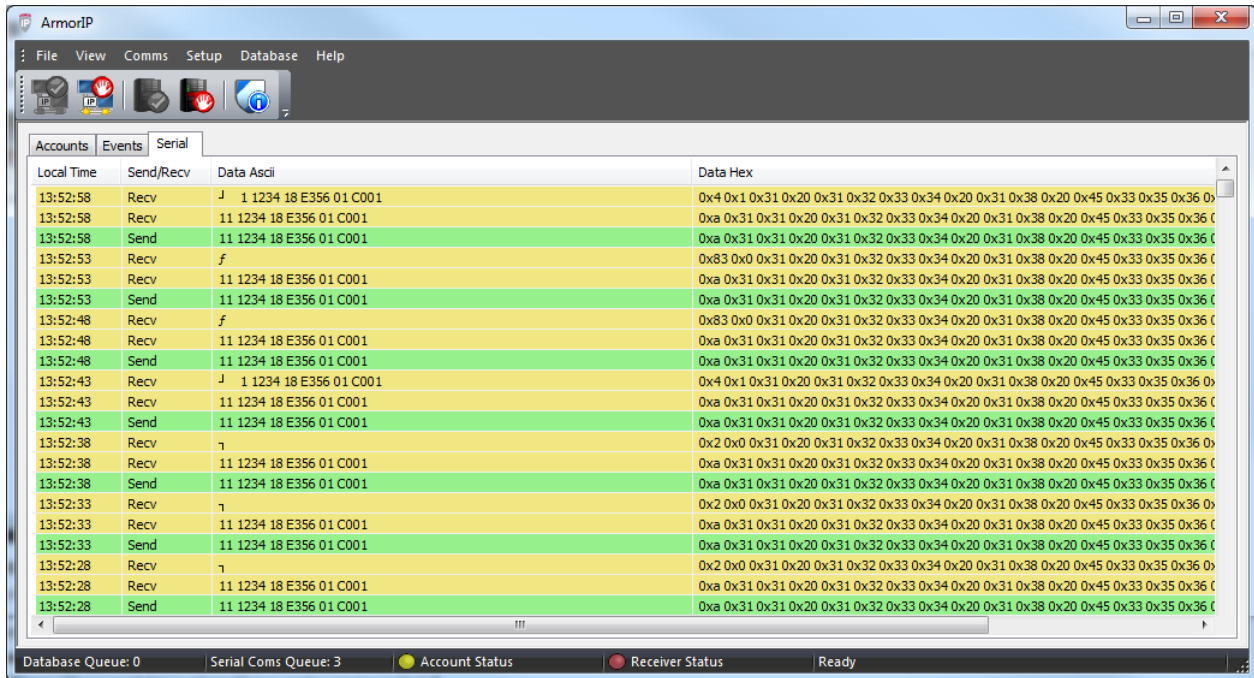 ArmorIP
File View Comms Setup Database Help
IP IP
Accounts Events Serial
Local Time Send/Recv Data Ascii Data Hex
13:52:58 Recv ┘ 1 1234 18 E356 01 C001 0x4 0x1 0x31 0x20 0x31 0x32 0x33 0x34 0x20 0x31 0x38 0x20 0x45 0x33 0x35 0x36
13:52:58 Recv 11 1234 18 E356 01 C001 0xa 0x31 0x31 0x20 0x31 0x32 0x33 0x34 0x20 0x31 0x38 0x20 0x45 0x33 0x35 0x36
13:52:58 Send 11 1234 18 E356 01 C001 0xa 0x31 0x31 0x20 0x31 0x32 0x33 0x34 0x20 0x31 0x38 0x20 0x45 0x33 0x35 0x36
13:52:53 Recv ƒ 0x83 0x0 0x31 0x20 0x31 0x32 0x33 0x34 0x20 0x31 0x38 0x20 0x45 0x33 0x35 0x36
13:52:53 Recv 11 1234 18 E356 01 C001 0xa 0x31 0x31 0x20 0x31 0x32 0x33 0x34 0x20 0x31 0x38 0x20 0x45 0x33 0x35 0x36
13:52:53 Send 11 1234 18 E356 01 C001 0xa 0x31 0x31 0x20 0x31 0x32 0x33 0x34 0x20 0x31 0x38 0x20 0x45 0x33 0x35 0x36
13:52:48 Recv ƒ 0x83 0x0 0x31 0x20 0x31 0x32 0x33 0x34 0x20 0x31 0x38 0x20 0x45 0x33 0x35 0x36
13:52:48 Recv 11 1234 18 E356 01 C001 0xa 0x31 0x31 0x20 0x31 0x32 0x33 0x34 0x20 0x31 0x38 0x20 0x45 0x33 0x35 0x36
13:52:48 Send 11 1234 18 E356 01 C001 0xa 0x31 0x31 0x20 0x31 0x32 0x33 0x34 0x20 0x31 0x38 0x20 0x45 0x33 0x35 0x36
13:52:43 Recv ┘ 1 1234 18 E356 01 C001 0x4 0x1 0x31 0x20 0x31 0x32 0x33 0x34 0x20 0x31 0x38 0x20 0x45 0x33 0x35 0x36
13:52:43 Recv 11 1234 18 E356 01 C001 0xa 0x31 0x31 0x20 0x31 0x32 0x33 0x34 0x20 0x31 0x38 0x20 0x45 0x33 0x35 0x36
13:52:43 Send 11 1234 18 E356 01 C001 0xa 0x31 0x31 0x20 0x31 0x32 0x33 0x34 0x20 0x31 0x38 0x20 0x45 0x33 0x35 0x36
13:52:38 Recv ┐ 0x2 0x0 0x31 0x20 0x31 0x32 0x33 0x34 0x20 0x31 0x38 0x20 0x45 0x33 0x35 0x36
13:52:38 Recv 11 1234 18 E356 01 C001 0xa 0x31 0x31 0x20 0x31 0x32 0x33 0x34 0x20 0x31 0x38 0x20 0x45 0x33 0x35 0x36
13:52:38 Send 11 1234 18 E356 01 C001 0xa 0x31 0x31 0x20 0x31 0x32 0x33 0x34 0x20 0x31 0x38 0x20 0x45 0x33 0x35 0x36
13:52:33 Recv ┐ 0x2 0x0 0x31 0x20 0x31 0x32 0x33 0x34 0x20 0x31 0x38 0x20 0x45 0x33 0x35 0x36
13:52:33 Recv 11 1234 18 E356 01 C001 0xa 0x31 0x31 0x20 0x31 0x32 0x33 0x34 0x20 0x31 0x38 0x20 0x45 0x33 0x35 0x36
13:52:33 Send 11 1234 18 E356 01 C001 0xa 0x31 0x31 0x20 0x31 0x32 0x33 0x34 0x20 0x31 0x38 0x20 0x45 0x33 0x35 0x36
13:52:28 Recv ┐ 0x2 0x0 0x31 0x20 0x31 0x32 0x33 0x34 0x20 0x31 0x38 0x20 0x45 0x33 0x35 0x36
13:52:28 Recv 11 1234 18 E356 01 C001 0xa 0x31 0x31 0x20 0x31 0x32 0x33 0x34 0x20 0x31 0x38 0x20 0x45 0x33 0x35 0x36
13:52:28 Send 11 1234 18 E356 01 C001 0xa 0x31 0x31 0x20 0x31 0x32 0x33 0x34 0x20 0x31 0x38 0x20 0x45 0x33 0x35 0x36
Database Queue: 0 Serial Coms Queue: 3 Account Status Receiver Status Ready